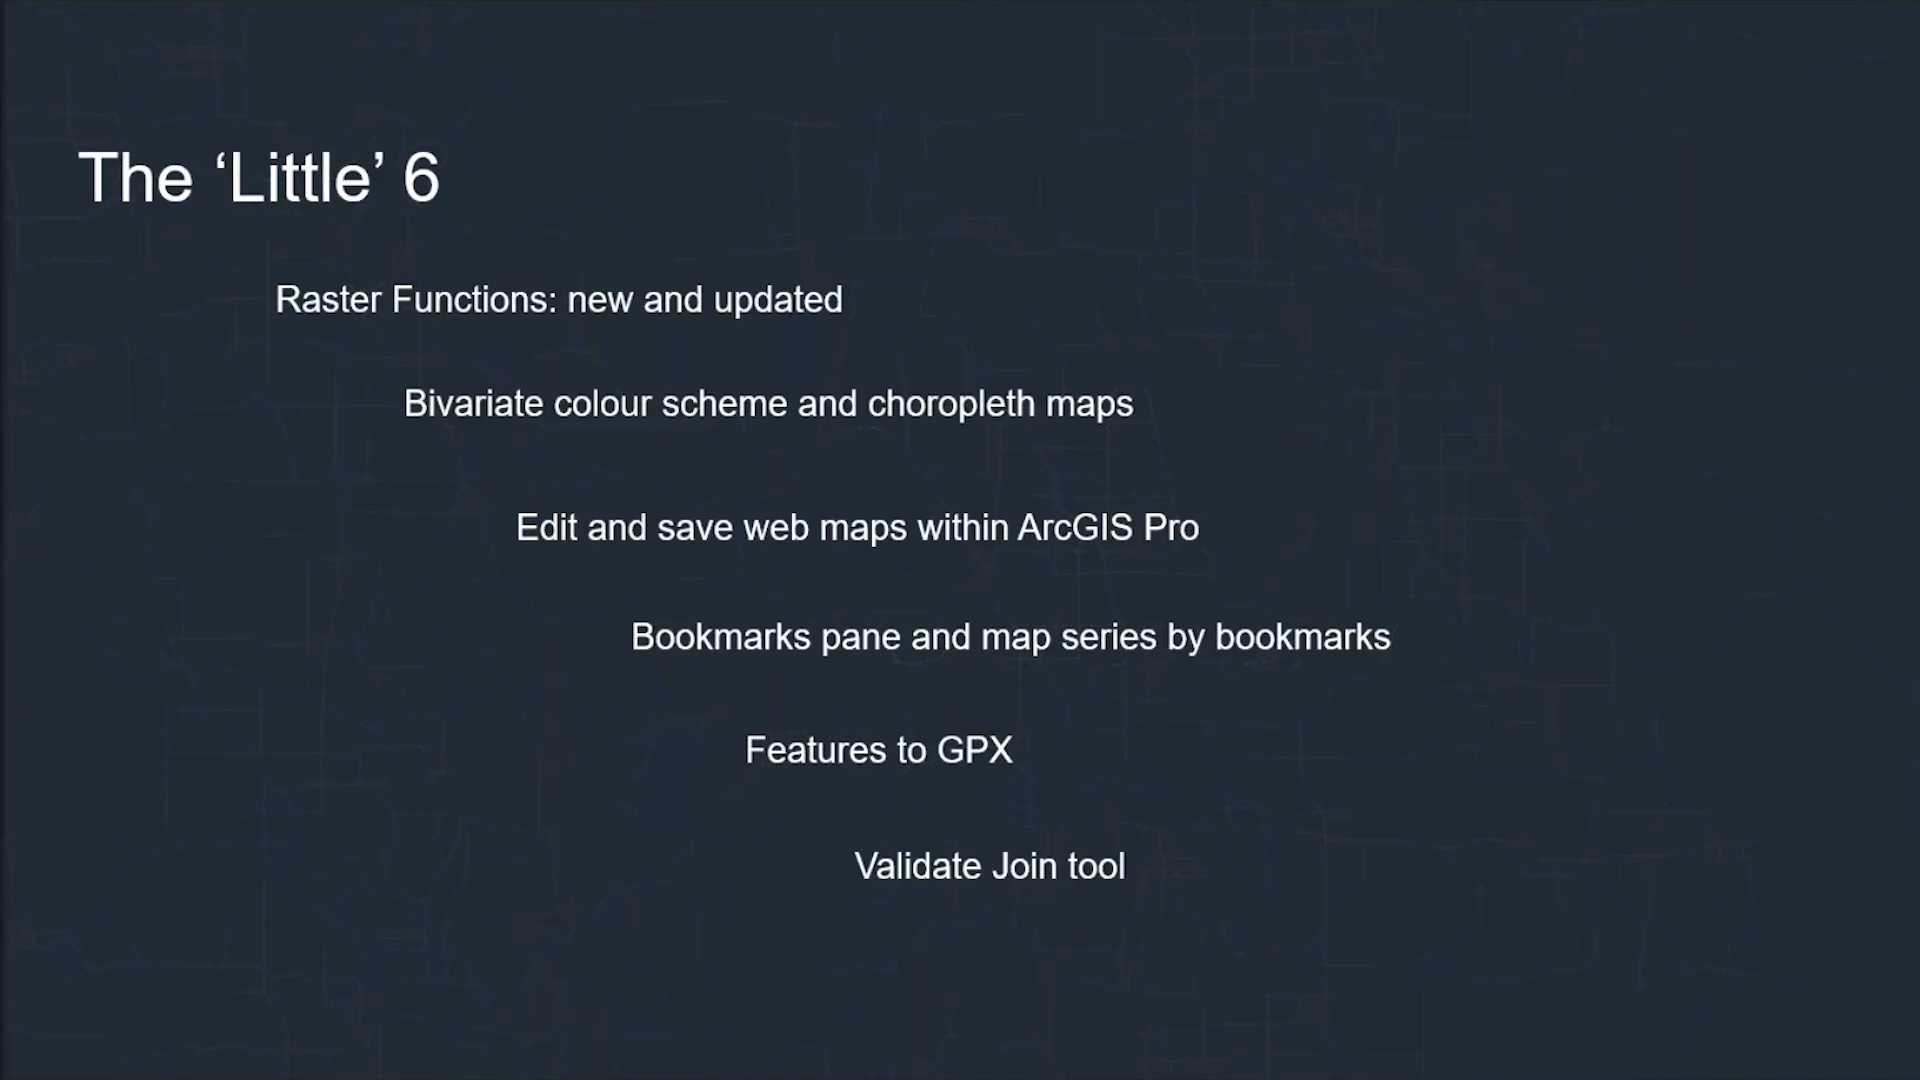 The ‘Little’ 6
Raster Functions: new and updated
Bivariate colour scheme and choropleth maps
Edit and save web maps within ArcGIS Pro
Bookmarks pane and map series by bookmarks
Features to GPX
Validate Join tool